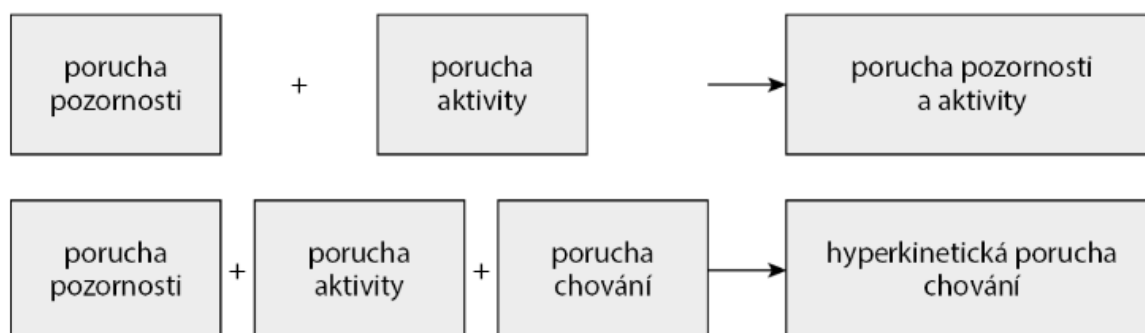 porucha
pozornosti
+
porucha
aktivity
porucha pozornosti
a aktivity
porucha
pozornosti
+
porucha
aktivity
+
porucha
chování
hyperkinetická porucha
chování